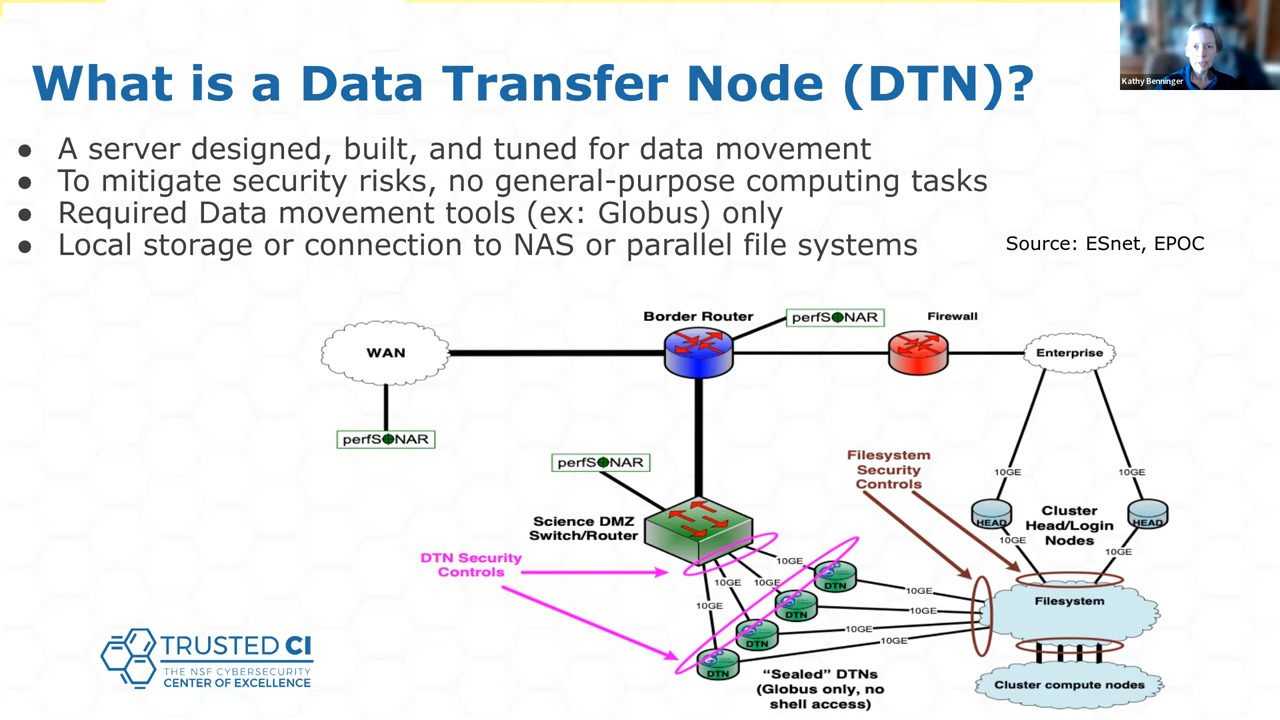 Kathy Benninger
What is a Data Transfer Node (DTN)?
● A server designed, built, and tuned for data movement
● To mitigate security risks, no general-purpose computing tasks
● Required Data movement tools (ex: Globus) only
● Local storage or connection to NAS or parallel file systems
Source: ESnet, EPOC
Border Router
perfSONAR
Firewall
WAN
Enterprise
perfSONAR
perfSONAR
Filesystem
Security
Controls
10GE
10GE
Science DMZ
Switch/Router
HEAD
Cluster
Head/Login
Nodes
HEAD
10GE
10GE
DTN Security
Controls
10GE
10GE
10GE
10GE
DTN
DTN
DTN
DTN
10GE
10GE
10GE
10GE
Filesystem
"Sealed" DTNs
(Globus only, no
shell access)
Cluster compute nodes
TRUSTED CI
THE NSF CYBERSECURITY
CENTER OF EXCELLENCE